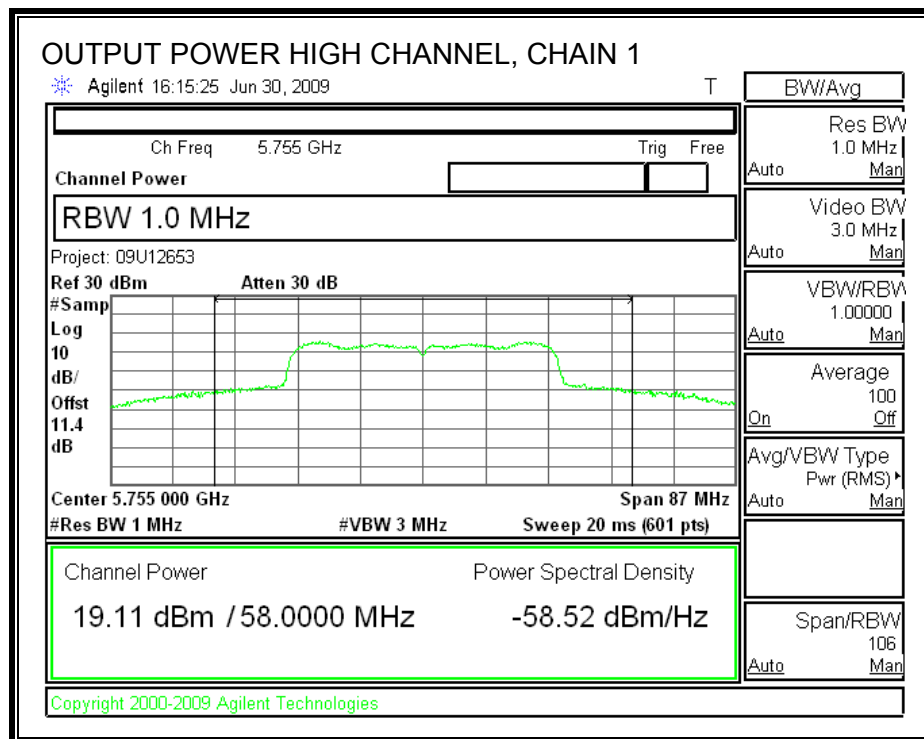 OUTPUT POWER HIGH CHANNEL, CHAIN 1
Agilent 16:15:25 Jun 30, 2009 T
Ch Freq 5.755 GHz Trig Free
Channel Power
RBW 1.0 MHz
Project: 09U12653
Ref 30 dBm Atten 30 dB
#Samp
Log
10
dB/
Offst
11.4
dB
Center 5.755 000 GHz Span 87 MHz
#Res BW 1 MHz #VBW 3 MHz Sweep 20 ms (601 pts)
Channel Power Power Spectral Density
19.11 dBm / 58.0000 MHz -58.52 dBm/Hz
Copyright 2000-2009 Agilent Technologies
BW/Avg
Res BW
1.0 MHz
Auto Man
Video BW
3.0 MHz
Auto Man
VBW/RBW
1.00000
Auto Man
Average
100
On Off
Avg/VBW Type
Pwr (RMS)
Auto Man
Span/RBW
106
Auto Man